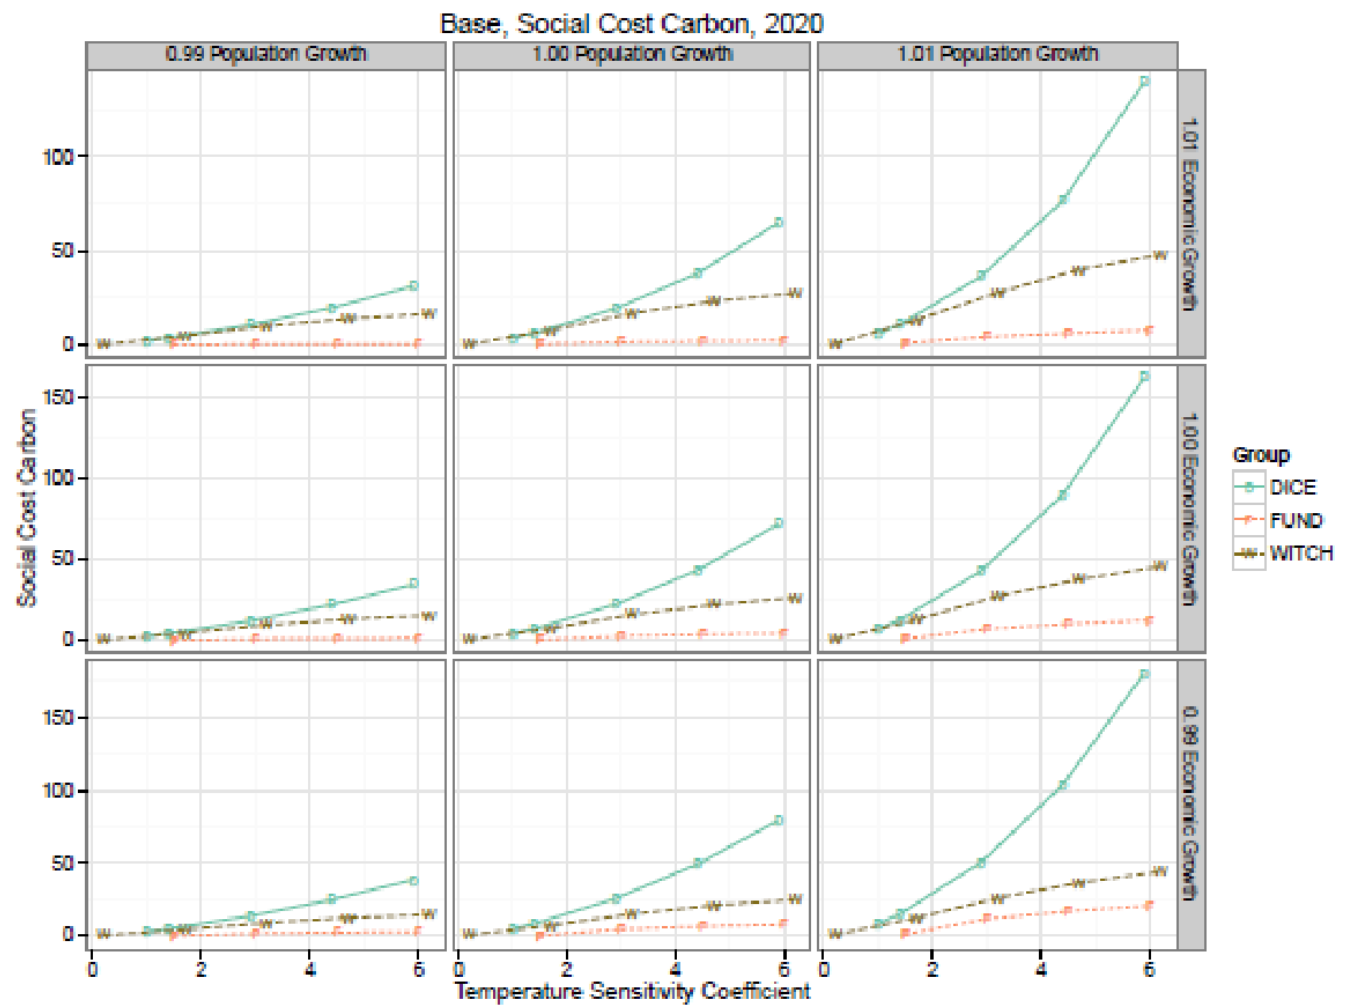 Base, Social Cost Carbon, 2020
0.99 Population Growth
1.00 Population Growth
1.01 Population Growth
100
50
0
1.01 Economic Growth
150
100
50
0
1.00 Economic Growth
150
100
50
0
0.99 Economic Growth
Social Cost Carbon
0 2 4 6 0 2 4 6 0 2 4 6
Temperature Sensitivity Coefficient
Group
DICE
FUND
WITCH